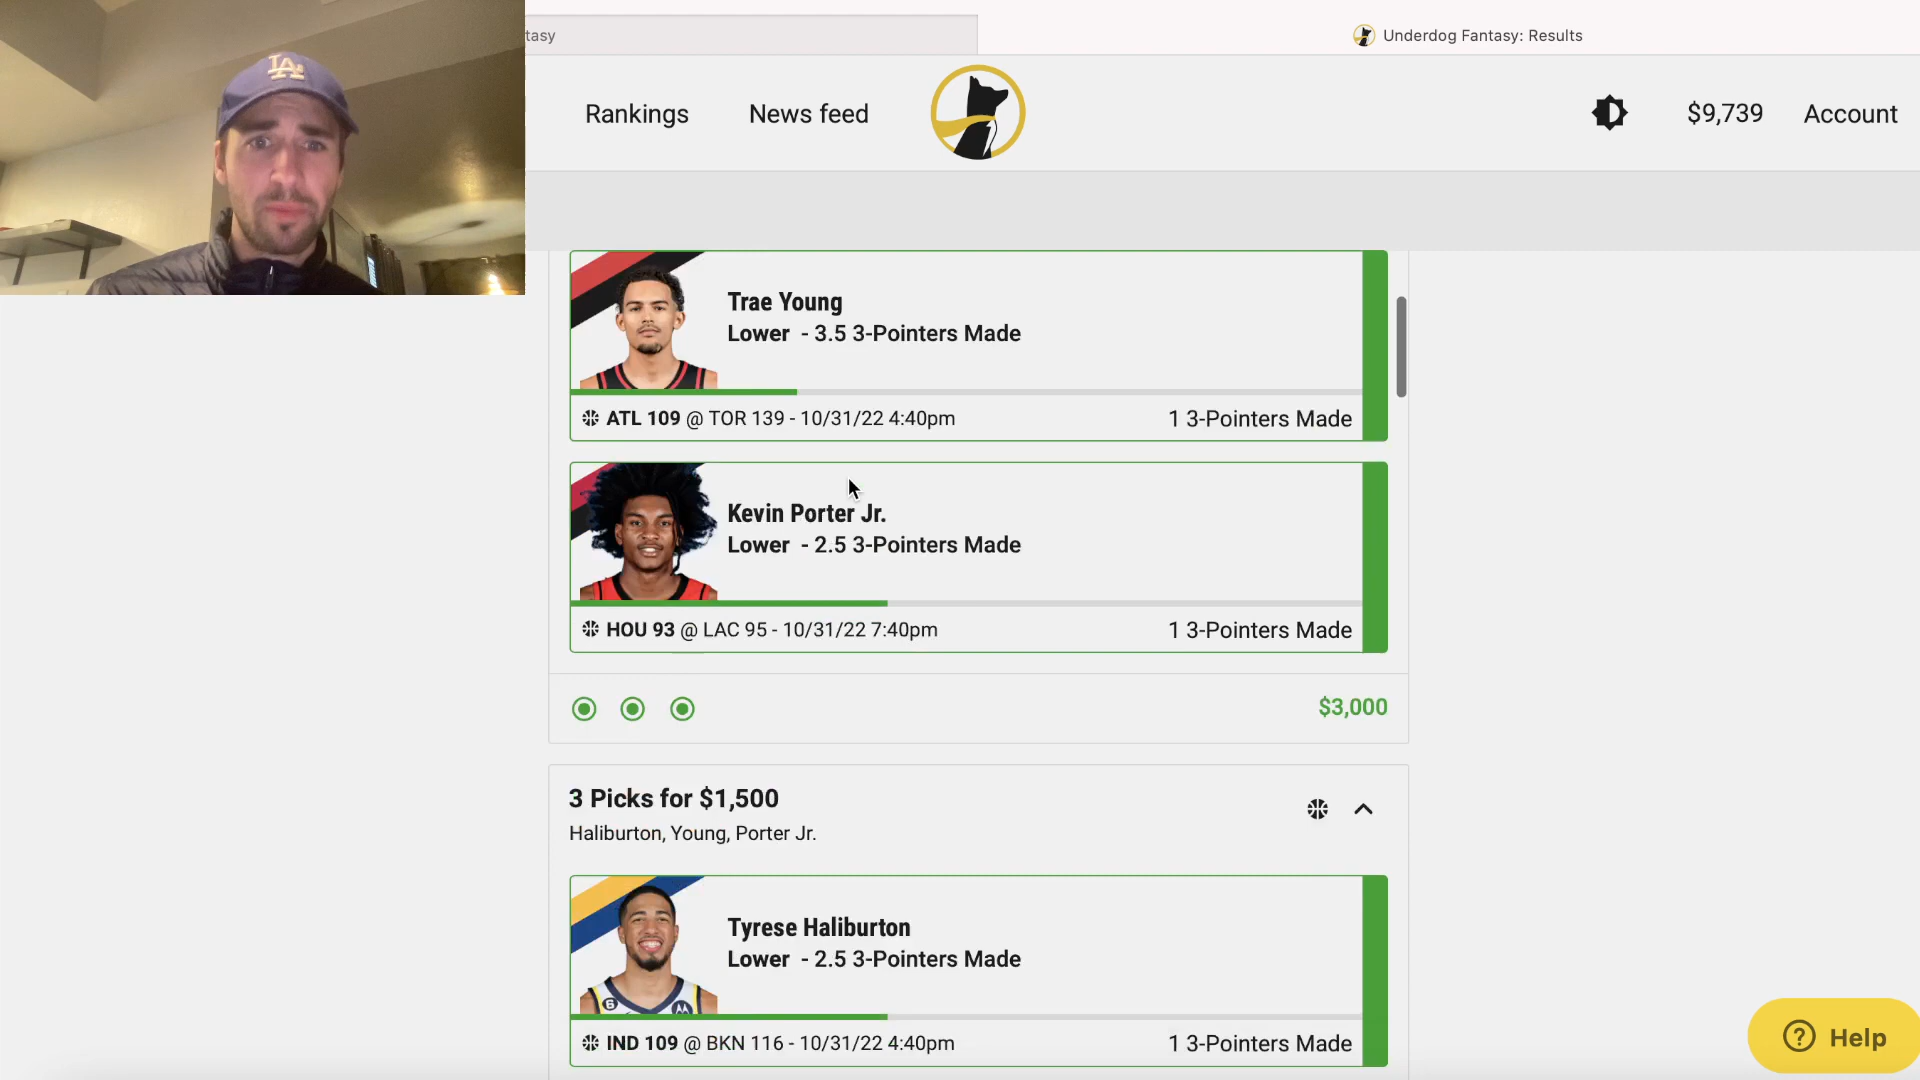 LA
tasy
Underdog Fantasy: Results
Rankings
News feed
$9,739
Account
Trae Young
Lower - 3.5 3-Pointers Made
ATL 109 @ TOR 139 - 10/31/22 4:40pm
1 3-Pointers Made
Kevin Porter Jr.
Lower - 2.5 3-Pointers Made
HOU 93 @ LAC 95 - 10/31/22 7:40pm
1 3-Pointers Made
$3,000
3 Picks for $1,500
Haliburton, Young, Porter Jr.
Tyrese Haliburton
Lower - 2.5 3-Pointers Made
6
IND 109 @ BKN 116 - 10/31/22 4:40pm
1 3-Pointers Made
? Help